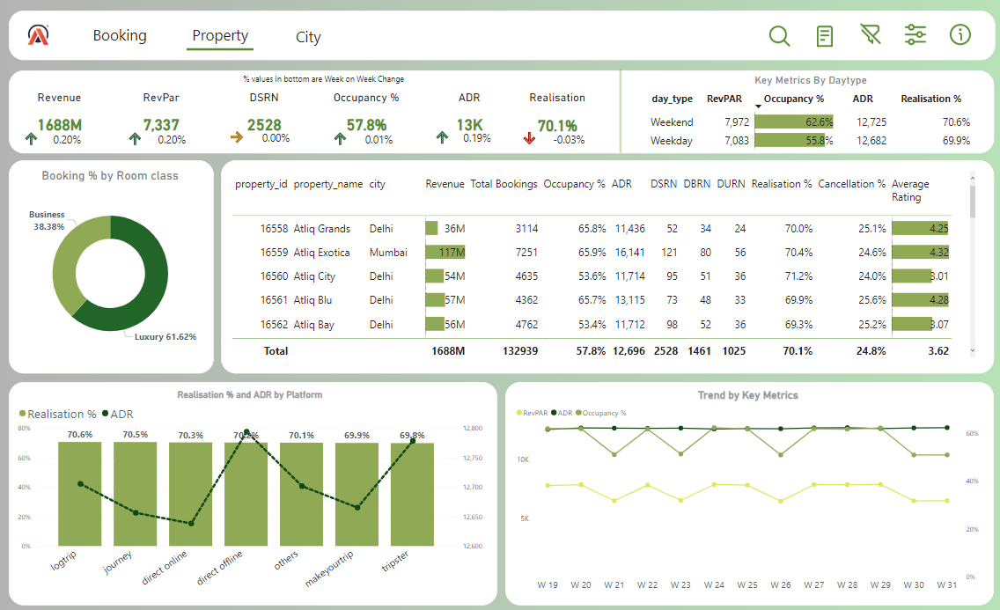 Booking Property City
% values in bottom are Week on Week Change
Revenue RevPar DSRN Occupancy % ADR Realisation
1688M 7,337 2528 57.8% 13K 70.1%
0.20% 0.20% 0.00% 0.01% 0.19% -0.03%
Key Metrics By Daytype
day_type RevPAR Occupancy % ADR Realisation %
Weekend 7,972 62.6% 12,725 70.6%
Weekday 7,083 55.8% 12,682 69.9%
Booking % by Room class
Business
38.38%
Luxury 61.62%
property_id property_name city Revenue Total Bookings Occupancy % ADR DSRN DBRN DURN Realisation % Cancellation % Average
Rating
16558 Atliq Grands Delhi 36M 3114 65.8% 11,436 52 34 24 70.0% 25.1% 4.25
16559 Atliq Exotica Mumbai 117M 7251 65.9% 16,141 121 80 56 70.4% 24.6% 4.32
16560 Atliq City Delhi 54M 4635 53.6% 11,714 95 51 36 71.2% 24.0% 3.01
16561 Atliq Blu Delhi 57M 4362 65.7% 13,115 73 48 33 69.9% 25.6% 4.28
16562 Atliq Bay Delhi 56M 4762 53.4% 11,712 98 52 36 69.3% 25.2% 3.07
Total 1688M 132939 57.8% 12,696 2528 1461 1025 70.1% 24.8% 3.62
Realisation % and ADR by Platform
Realisation % ADR
80% 12,800
70.6% 70.5% 70.3% 70.2% 70.1% 69.9% 69.8%
60% 12,750
40% 12,700
20% 12,650
0% 12,600
logtrip journey direct online direct offline others makeyourtrip tripster
Trend by Key Metrics
RevPAR ADR Occupancy %
60%
10K
40%
5K
20%
0%
W 19 W 20 W 21 W 22 W 23 W 24 W 25 W 26 W 27 W 28 W 29 W 30 W 31